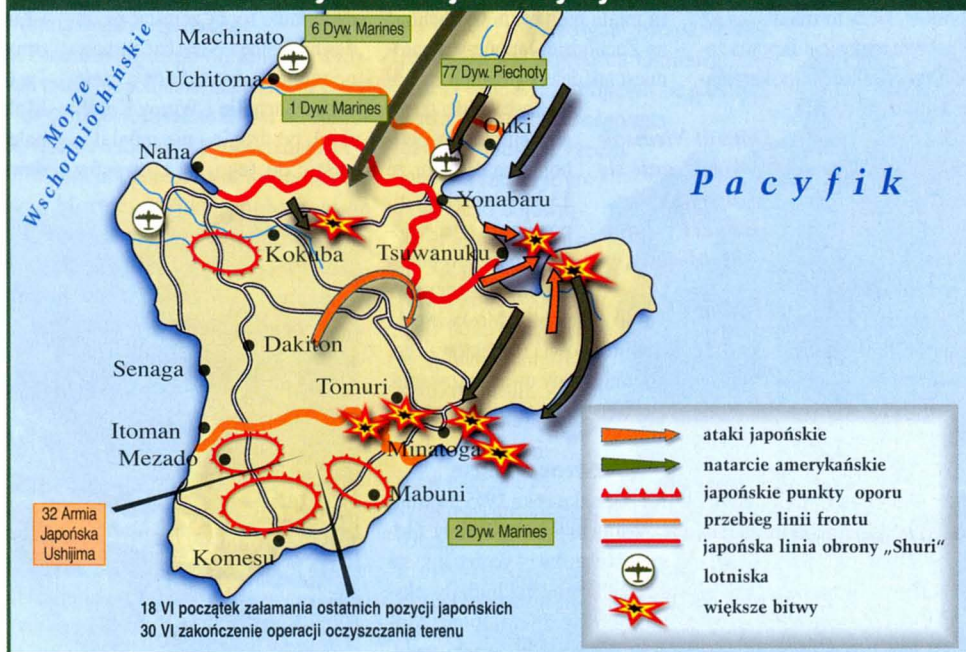 6 Dyw. Marines
Machinato
77 Dyw. Piechoty
Uchitoma
1 Dyw. Marines
Morze
Wschodniochińskie
Ouki
Naha
Pacyfik
Yonabaru
Kokuba
Tsuwanuku
Dakiton
Senaga
Tomuri
Itoman
Minatoga
Mezado
Mabuni
32 Armia
Japońska
Ushijima
2 Dyw. Marines
Komesu
18 VI początek załamania ostatnich pozycji japońskich
30 VI zakończenie operacji oczyszczania terenu
ataki japońskie
natarcie amerykańskie
japońskie punkty oporu
przebieg linii frontu
japońska linia obrony „Shuri”
lotniska
większe bitwy